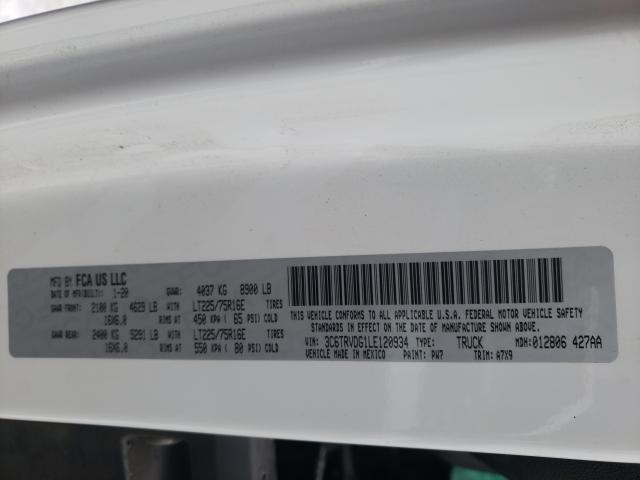 MFD BY FCA US LLC
DATE OF MFR(BUILT): 1-20 GVWR: 4037 KG 8900 LB
GAWR FRONT: 2100 KG 4629 LB WITH LT225/75R16E TIRES
16X6.0 RIMS AT 450 KPA ( 65 PSI) COLD
GAWR REAR: 2400 KG 5291 LB WITH LT225/75R16E TIRES
16X6.0 RIMS AT 550 KPA ( 80 PSI) COLD
THIS VEHICLE CONFORMS TO ALL APPLICABLE U.S.A. FEDERAL MOTOR VEHICLE SAFETY
STANDARDS IN EFFECT ON THE DATE OF MANUFACTURE SHOWN ABOVE.
VIN: 3C6TRVDG1LE120934 TYPE: TRUCK MDH: 012806 427AA
VEHICLE MADE IN MEXICO PAINT: PW7 TRIM: A7X9